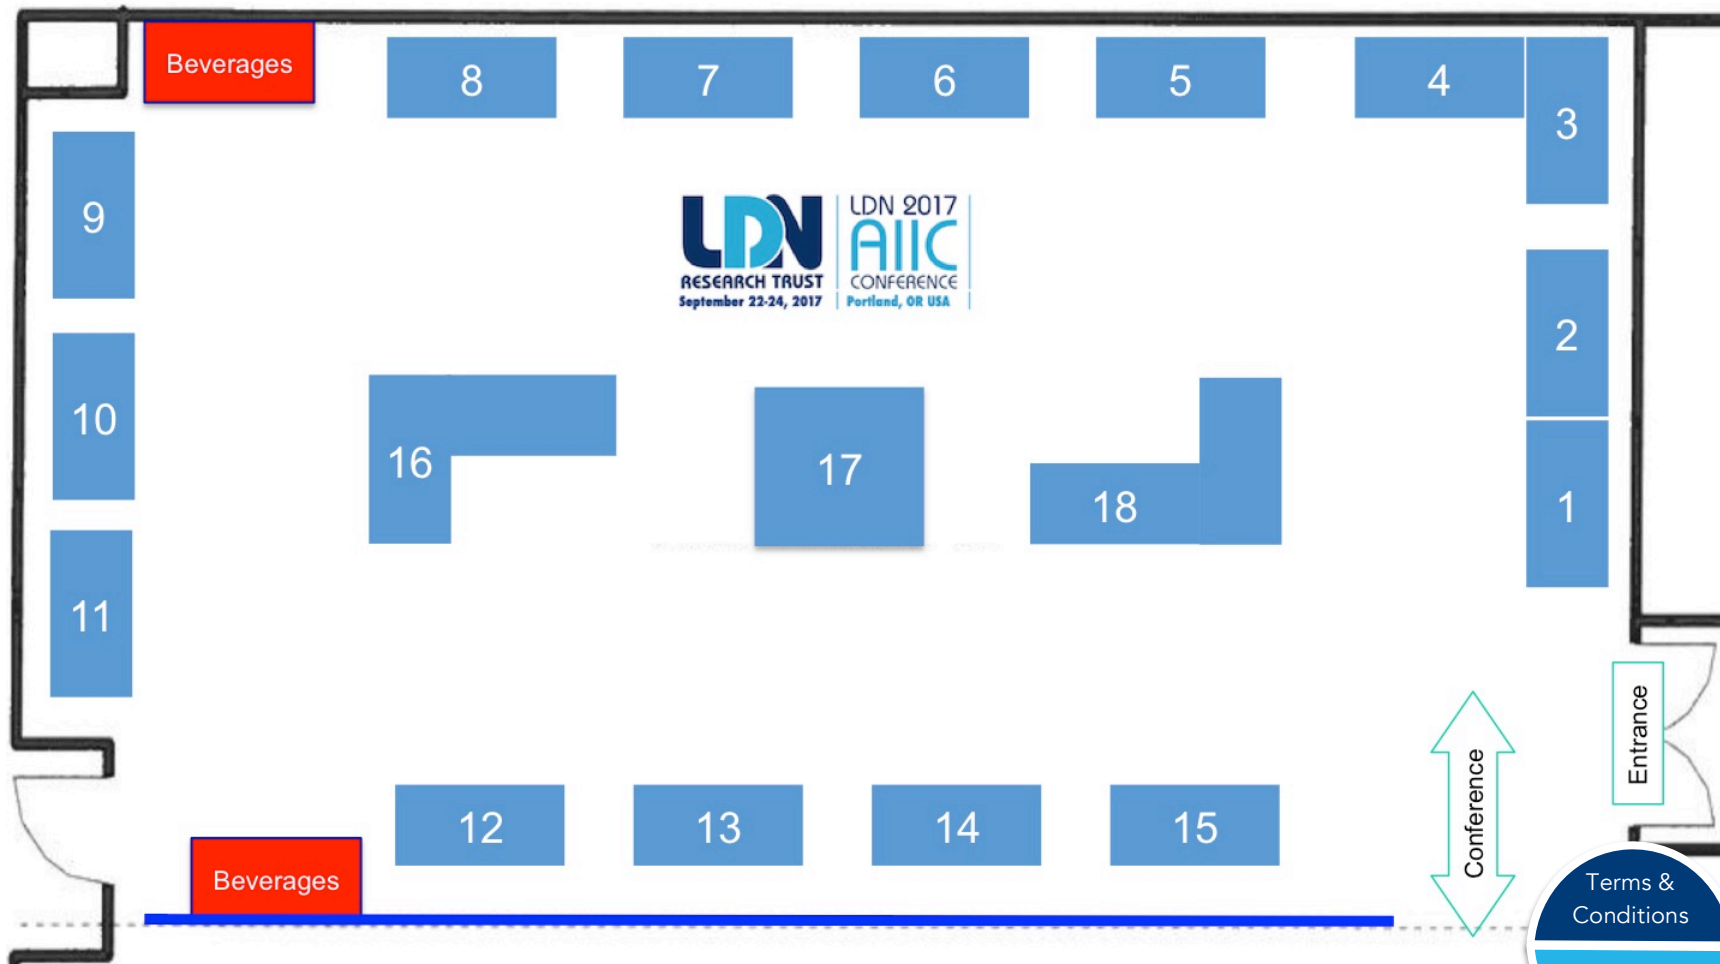 Beverages
8
7
6
5
4
3
9
LDN
RESEARCH TRUST
September 22-24, 2017
LDN 2017
AIIC
CONFERENCE
Portland, OR USA
2
10
16
17
18
1
11
Entrance
Conference
12
13
14
15
Beverages
Terms &
Conditions